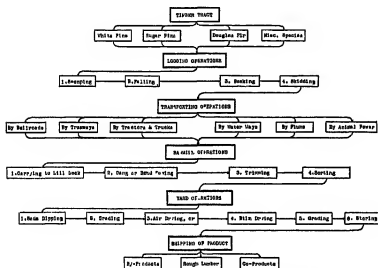 TIMBER TRACT
White Pine Sugar Pine Douglas Fir Misc. Species
LOGGING OPERATIONS
1.Swamping 2.Felling 3. Bucking 4. Skidding
TRANSPORTING OPERATIONS
By Railroads By Tramways By Tractors & Trucks By Water Ways By Flume By Animal Power
SAWMILL OPERATIONS
1.Carrying to Mill Deck 2. Gang or Band Sawing 3. Trimming 4.Sorting
YARD OPERATIONS
1. Dipping 2. Grading 3.Air Drying, or 4. Kiln Drying 5. Grading 6. Storing
SHIPPING OF PRODUCT
By-Products Rough Lumber Co-Products